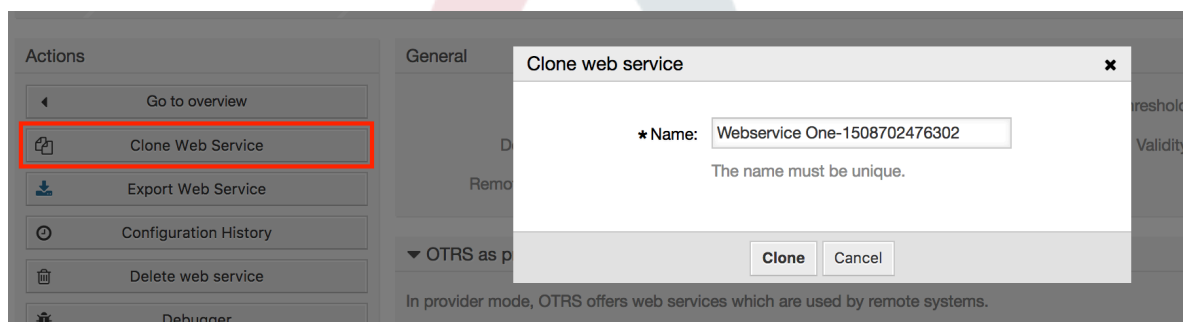 Actions
Go to overview
Clone Web Service
Export Web Service
Configuration History
Delete web service
Debugger
General
Clone web service
✖
* Name: Webservice One-1508702476302
The name must be unique.
Clone Cancel
Validity
OTRS as p
In provider mode, OTRS offers web services which are used by remote systems.